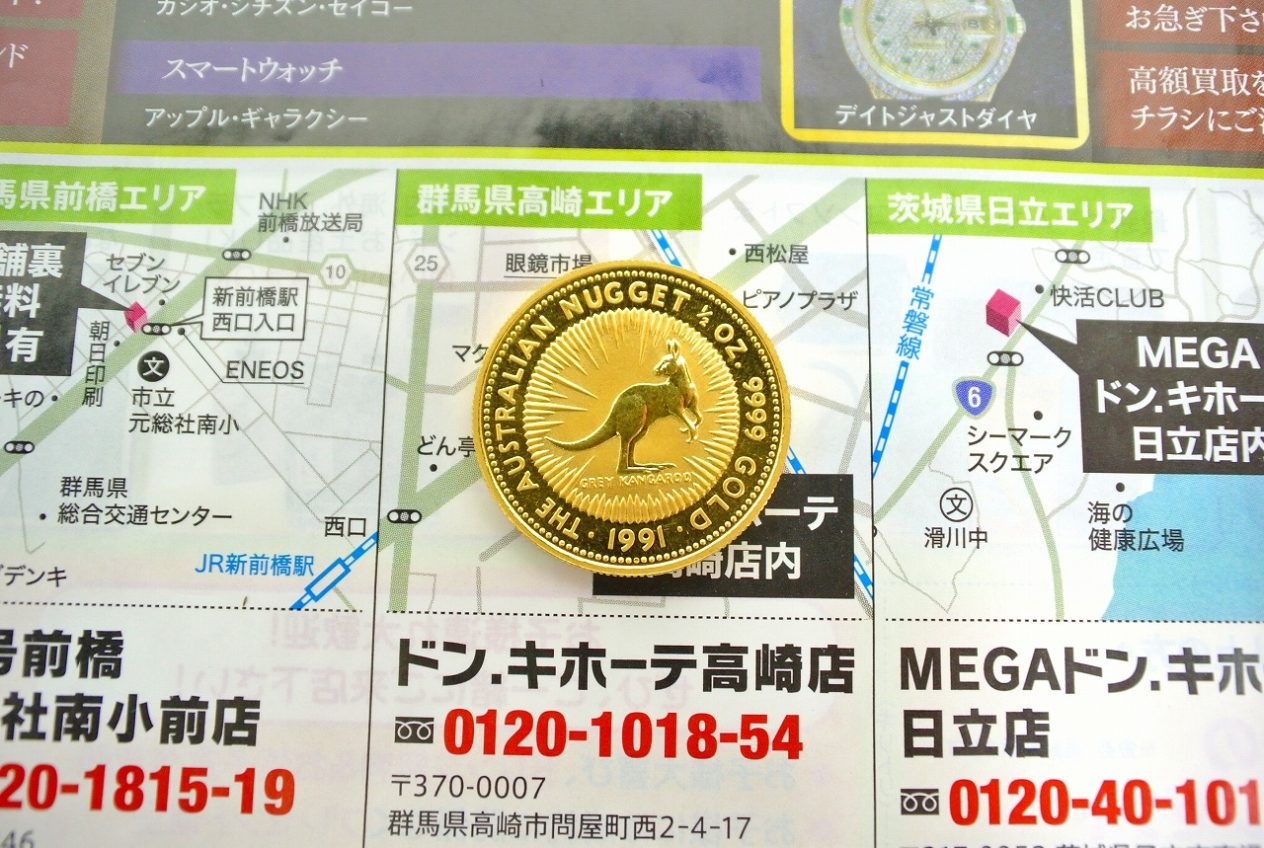 カシオ・シチズン・セイコー
スマートウォッチ
アップル・ギャラクシー
デイトジャストダイヤ
お急ぎ下さ
高額買取を
チラシにご
馬県前橋エリア
NHK
前橋放送局
セブン
イレブン
舗裏
有
新前橋駅
西口入口
10
朝日印刷
文
市立
元総社南小
ENEOS
群馬県
総合交通センター
西口
JR新前橋駅
デンキ
群馬県高崎エリア
25
眼鏡市場
西松屋
ピアノプラザ
マク
どん亭
ーテ
店内
THE AUSTRALIAN NUGGET ½ OZ 9999 GOLD · 1991 ·
GREY KANGAROO
茨城県日立エリア
常磐線
快活CLUB
MEGA
ドン.キホー
日立店内
6
シーマーク
スクエア
文
滑川中
海の
健康広場
号前橋
社南小前店
20-1815-19
46
ドン.キホーテ高崎店
0120-1018-54
〒370-0007
群馬県高崎市問屋町西2-4-17
MEGAドン.キホ
日立店
0120-40-101